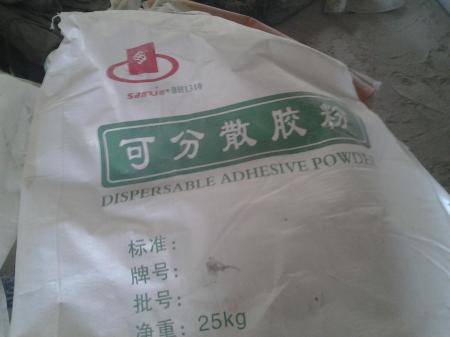 可分散胶粉
DISPERSABLE ADHESIVE POWDER
标准：
牌号：
批号：
净重：25kg